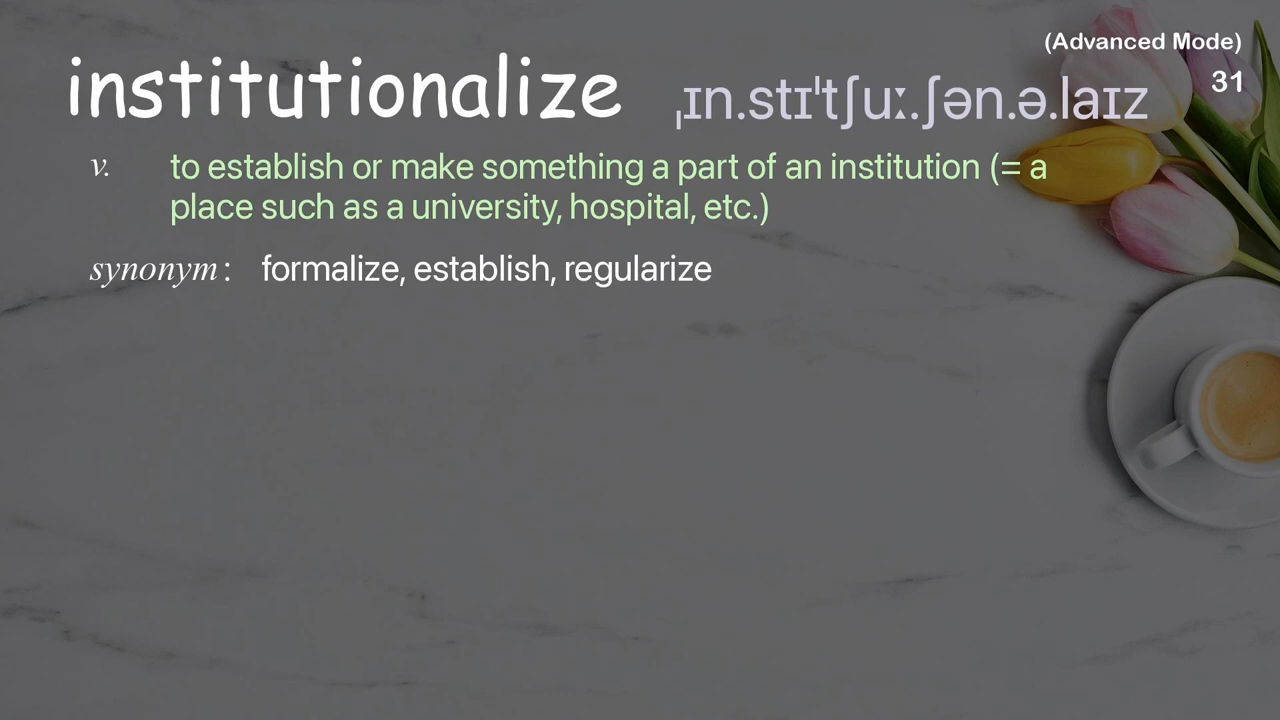 (Advanced Mode)
31
institutionalize ˌɪn.stɪˈtʃuː.ʃən.ə.laɪz
v. to establish or make something a part of an institution (= a
place such as a university, hospital, etc.)
synonym: formalize, establish, regularize